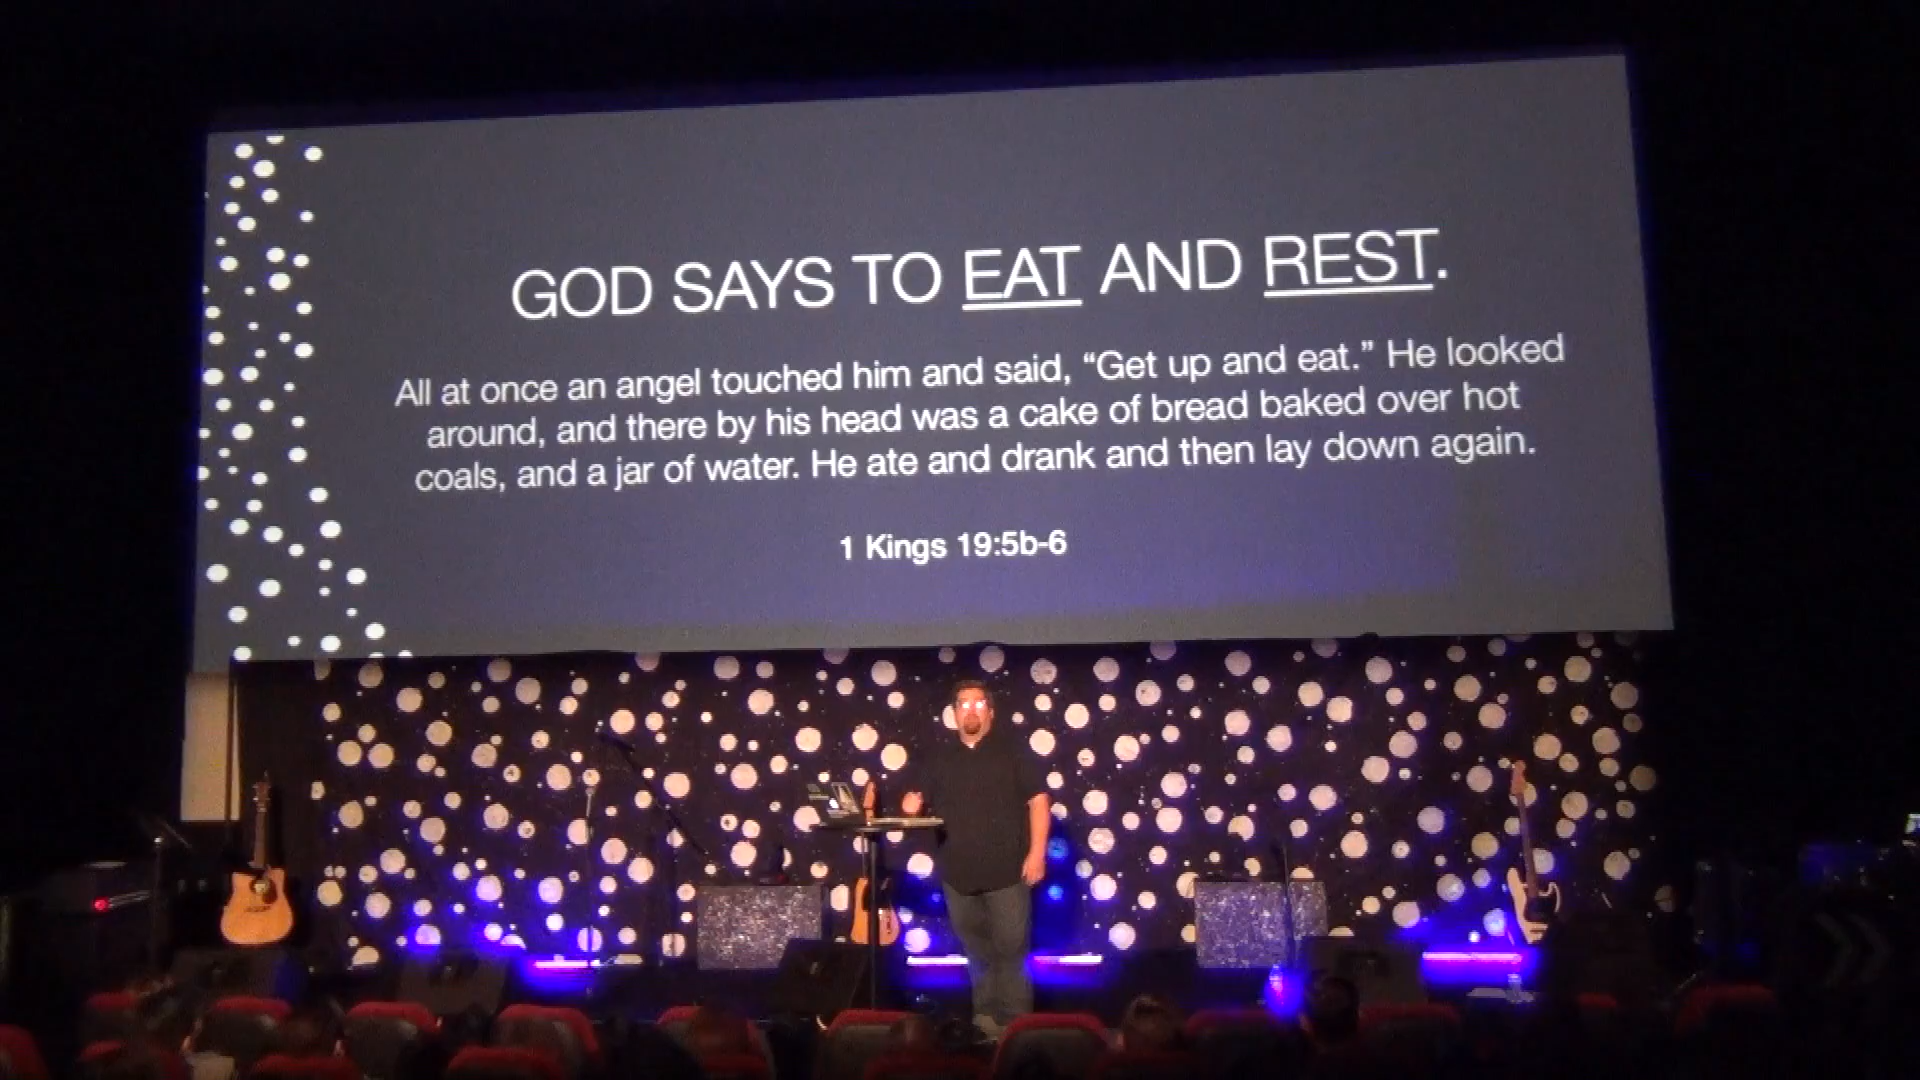 GOD SAYS TO EAT AND REST.
All at once an angel touched him and said, “Get up and eat.” He looked
around, and there by his head was a cake of bread baked over hot
coals, and a jar of water. He ate and drank and then lay down again.
1 Kings 19:5b-6